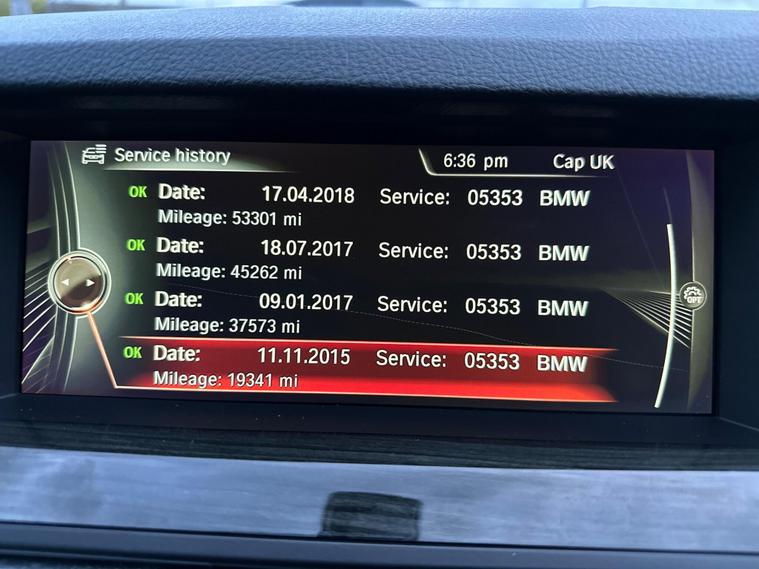 Service history 6:36 pm Cap UK
OK Date: 17.04.2018 Service: 05353 BMW
Mileage: 53301 mi
OK Date: 18.07.2017 Service: 05353 BMW
Mileage: 45262 mi
OK Date: 09.01.2017 Service: 05353 BMW
Mileage: 37573 mi
OK Date: 11.11.2015 Service: 05353 BMW
Mileage: 19341 mi
OPT